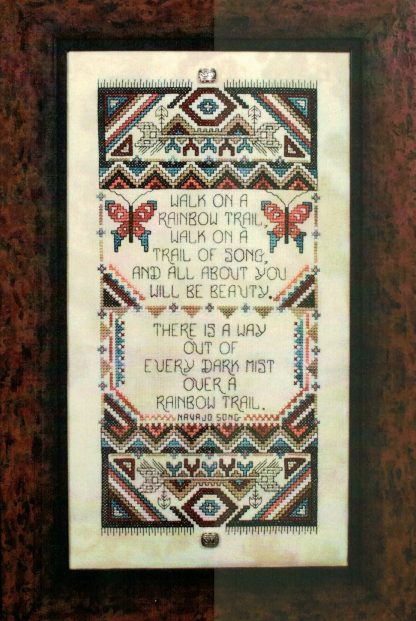 WALK ON A
RAINBOW TRAIL,
WALK ON A
TRAIL OF SONG,
AND ALL ABOUT YOU
WILL BE BEAUTY.
THERE IS A WAY
OUT OF
EVERY DARK MIST
OVER A
RAINBOW TRAIL.
NAVAJO SONG